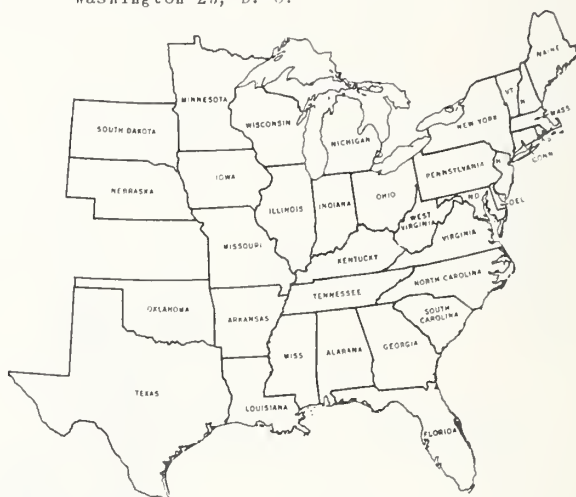 Washington 25, D. C.
MAINE
MINNESOTA
VT
N
WISCONSIN
SOUTH DAKOTA
MICHIGAN
NEW YORK
MASS
CONN
IOWA
NEBRASKA
PENNSYLVANIA
N
ILLINOIS
INDIANA
OHIO
MD
DEL
WEST
VIRGINIA
VIRGINIA
MISSOURI
KENTUCKY
NORTH CAROLINA
TENNESSEE
OKLAHOMA
ARKANSAS
SOUTH
CAROLINA
MISS
ALABAMA
GEORGIA
TEXAS
LOUISIANA
FLORIDA